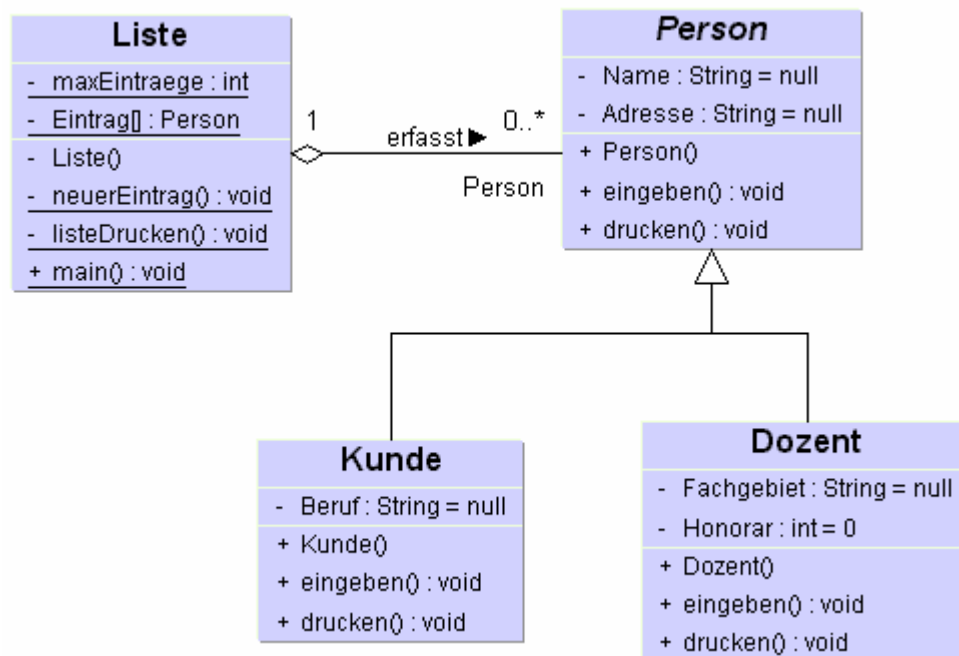 Liste
- maxEintraege : int
- Eintrag[] : Person
- Liste()
- neuerEintrag() : void
- listeDrucken() : void
+ main() : void
1
erfasst ►
0..*
Person
Person
- Name : String = null
- Adresse : String = null
+ Person()
+ eingeben() : void
+ drucken() : void
Kunde
- Beruf : String = null
+ Kunde()
+ eingeben() : void
+ drucken() : void
Dozent
- Fachgebiet : String = null
- Honorar : int = 0
+ Dozent()
+ eingeben() : void
+ drucken() : void